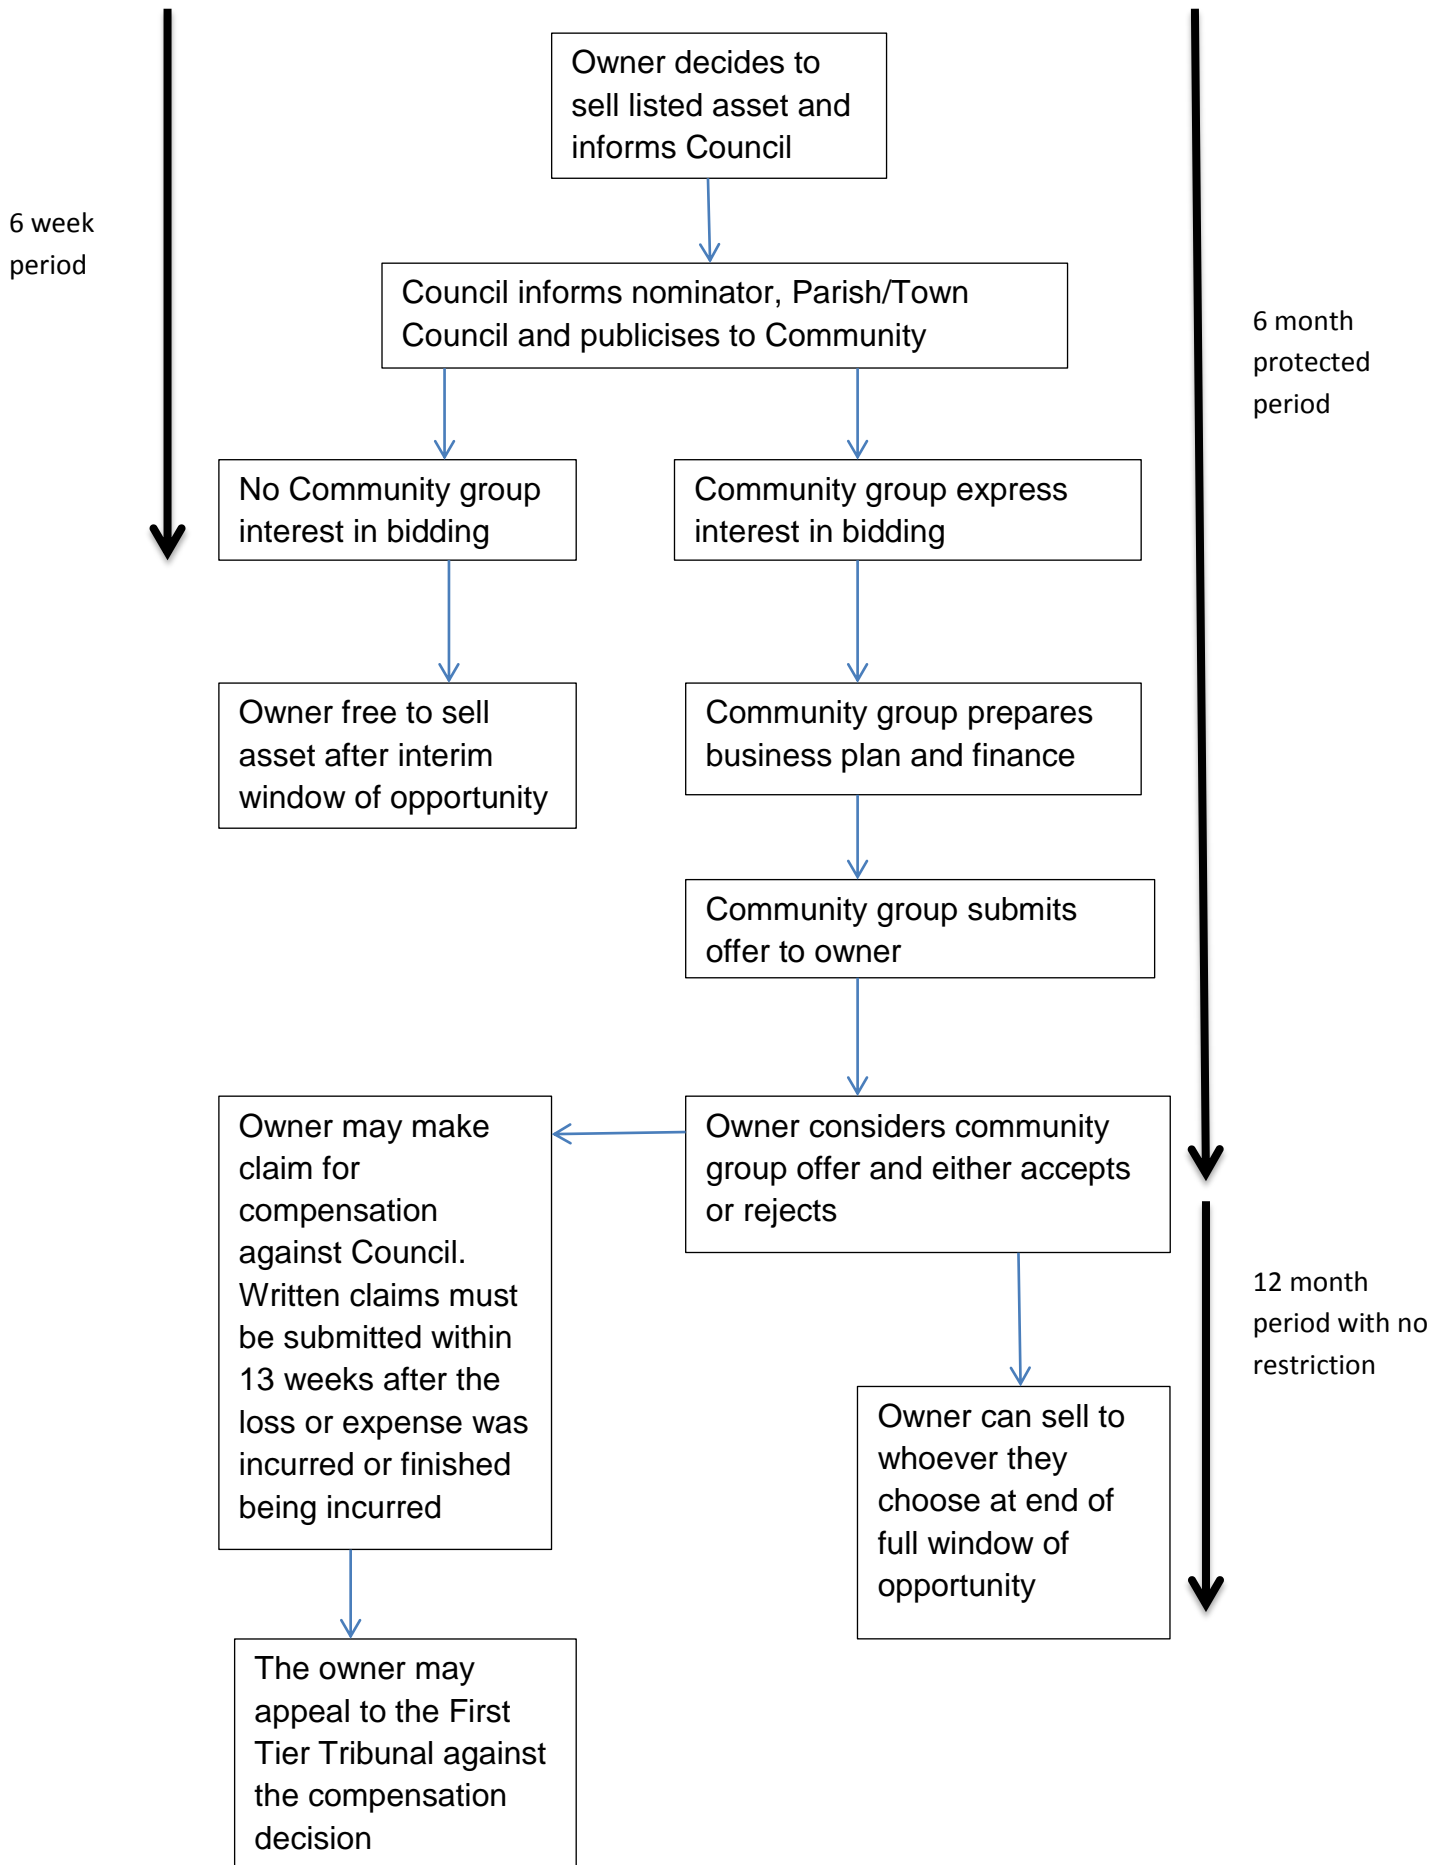 Owner decides to
sell listed asset and
informs Council
6 week
period
Council informs nominator, Parish/Town
Council and publicises to Community
6 month
protected
period
No Community group
interest in bidding
Community group express
interest in bidding
Owner free to sell
asset after interim
window of opportunity
Community group prepares
business plan and finance
Community group submits
offer to owner
Owner may make
claim for
compensation
against Council.
Written claims must
be submitted within
13 weeks after the
loss or expense was
incurred or finished
being incurred
Owner considers community
group offer and either accepts
or rejects
12 month
period with no
restriction
Owner can sell to
whoever they
choose at end of
full window of
opportunity
The owner may
appeal to the First
Tier Tribunal against
the compensation
decision